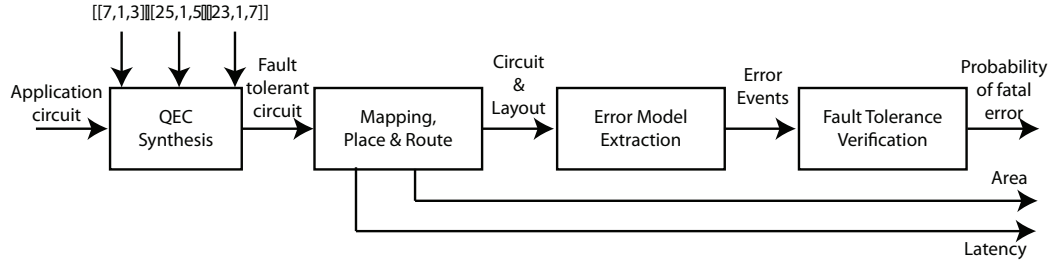 [[7,1,3]][[25,1,5]][[23,1,7]]
Application
circuit
QEC
Synthesis
Fault
tolerant
circuit
Mapping,
Place & Route
Circuit
&
Layout
Error Model
Extraction
Error
Events
Fault Tolerance
Verification
Probability
of fatal
error
Area
Latency